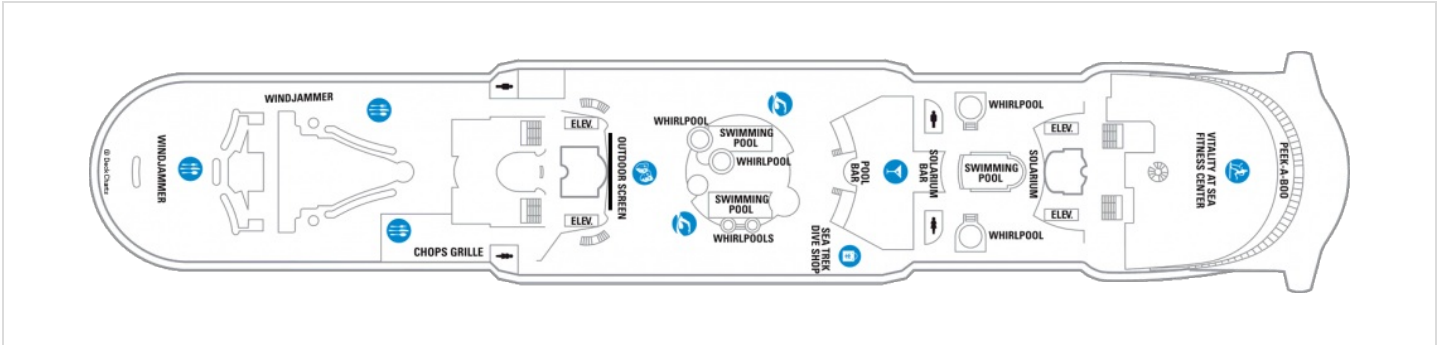 © Deck Chartz
WINDJAMMER
WINDJAMMER
CHOPS GRILLE
ELEV.
ELEV.
OUTDOOR SCREEN
WHIRLPOOL
SWIMMING
POOL
WHIRLPOOL
SWIMMING
POOL
WHIRLPOOLS
POOL
BAR
SEA TREK
DIVE SHOP
SOLARIUM
BAR
WHIRLPOOL
SWIMMING
POOL
WHIRLPOOL
SOLARIUM
ELEV.
ELEV.
VITALITY AT SEA
FITNESS CENTER
PEEK-A-BOO